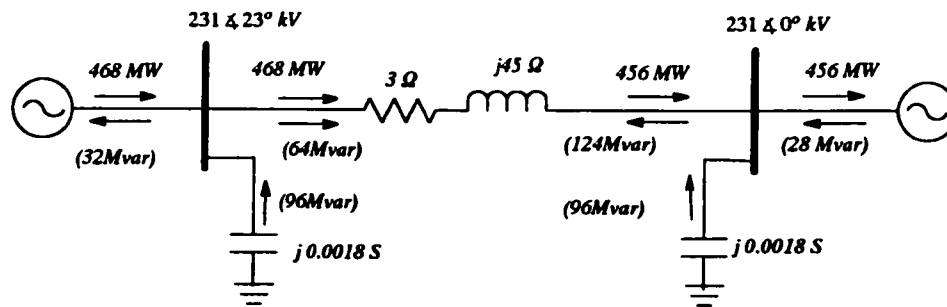 231 ∡ 23° kV
231 ∡ 0° kV
468 MW
468 MW
3 Ω
j45 Ω
456 MW
456 MW
(32Mvar)
(64Mvar)
(124Mvar)
(28 Mvar)
(96Mvar)
(96Mvar)
j 0.0018 S
j 0.0018 S